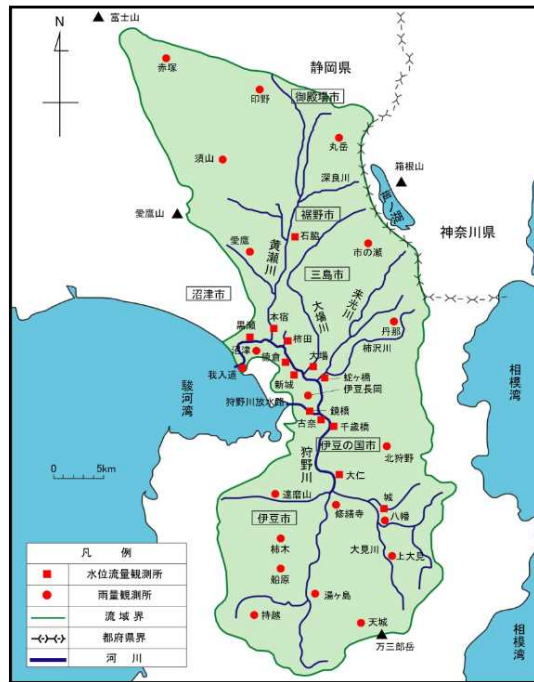 富士山
N
静岡県
赤塚
印野
御殿場市
丸岳
須山
深良川
箱根山
芦ノ湖
愛鷹山
裾野市
神奈川県
石脇
愛鷹
黄瀬川
市の瀬
三島市
沼津市
大場川
来光川
本宿
黒瀬
柿田
丹那
沼津
徳倉
大場
柿沢川
我入道
蛇ヶ橋
新城
伊豆長岡
駿河湾
狩野川放水路
鏡橋
相模湾
古奈
千歳橋
伊豆の国市
狩野川
北狩野
0
5km
大仁
達磨山
城
修繕寺
八幡
伊豆市
柿木
大見川
上大見
船原
湯ヶ島
持越
天城
万三郎岳
相模湾
凡 例
水位流量観測所
雨量観測所
流域界
都府県界
河川